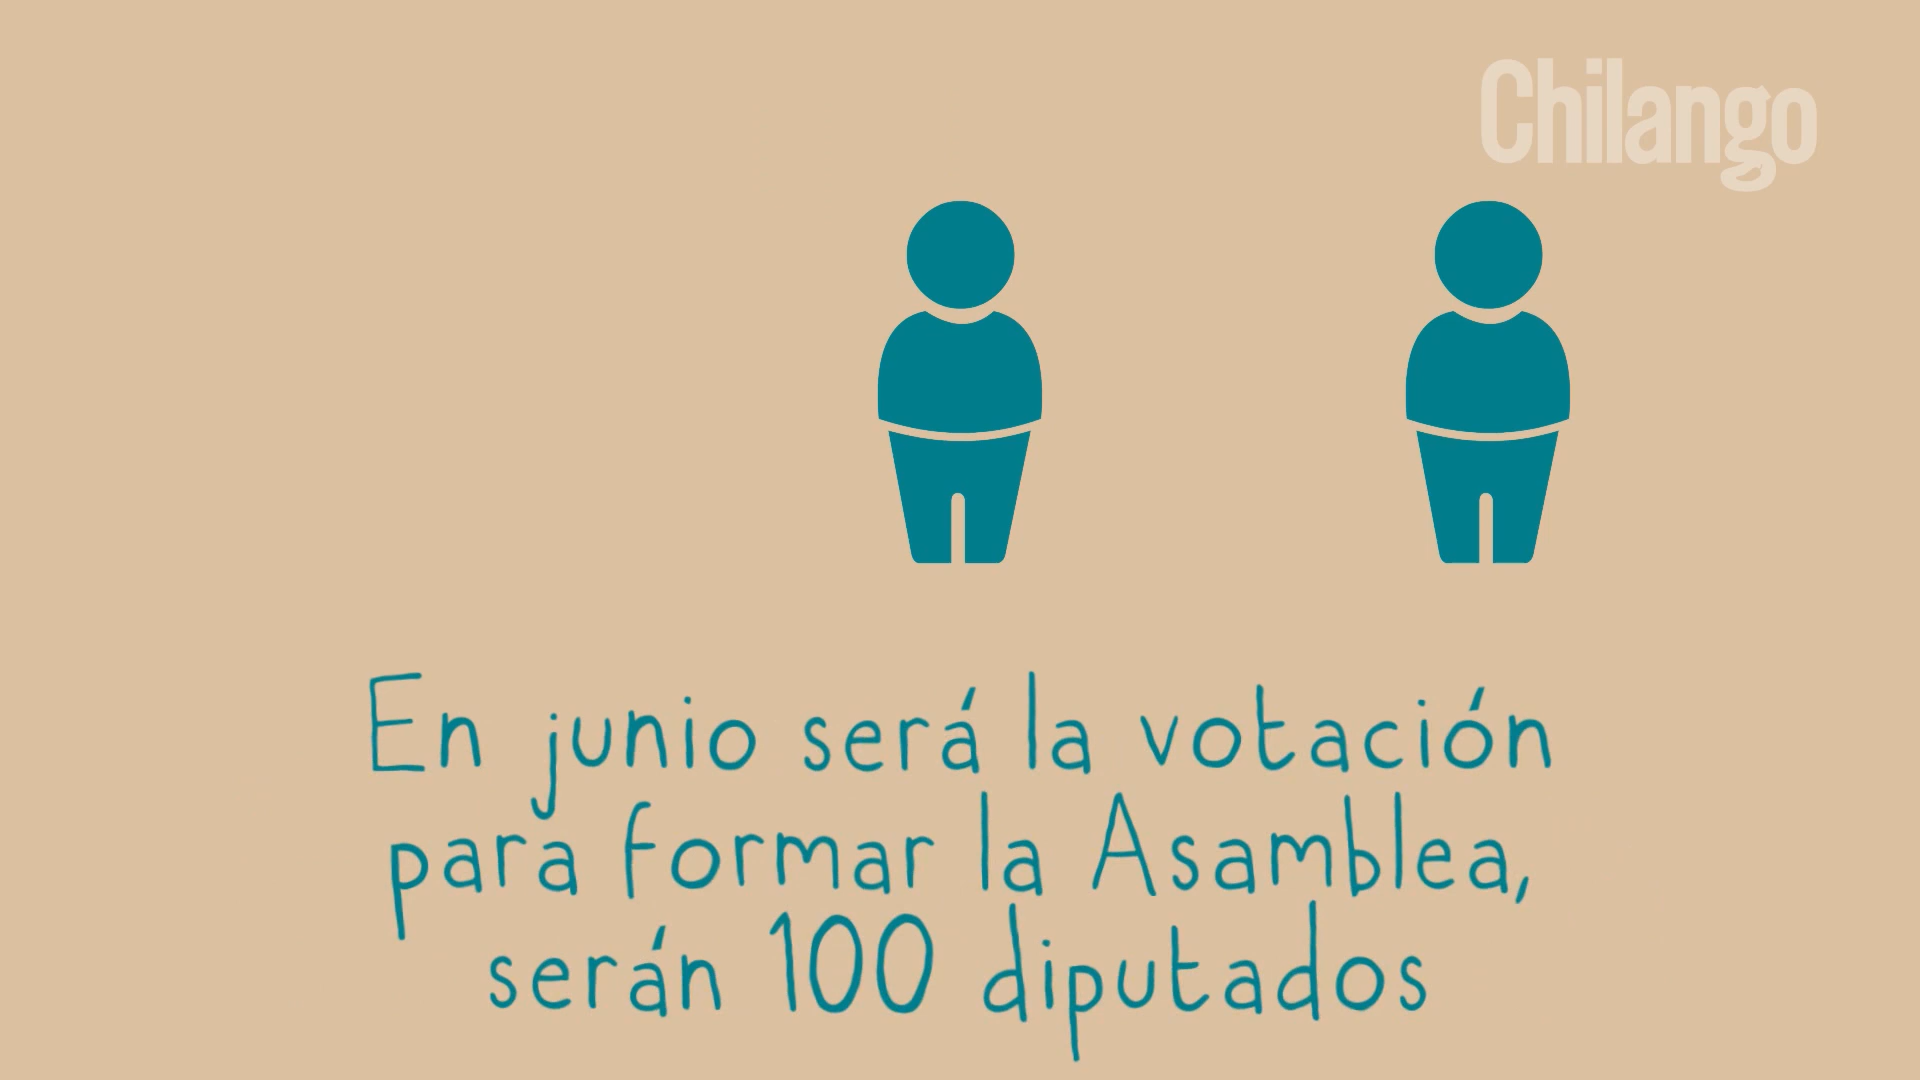 Chilango
En junio será la votación
para formar la Asamblea,
serán 100 diputados